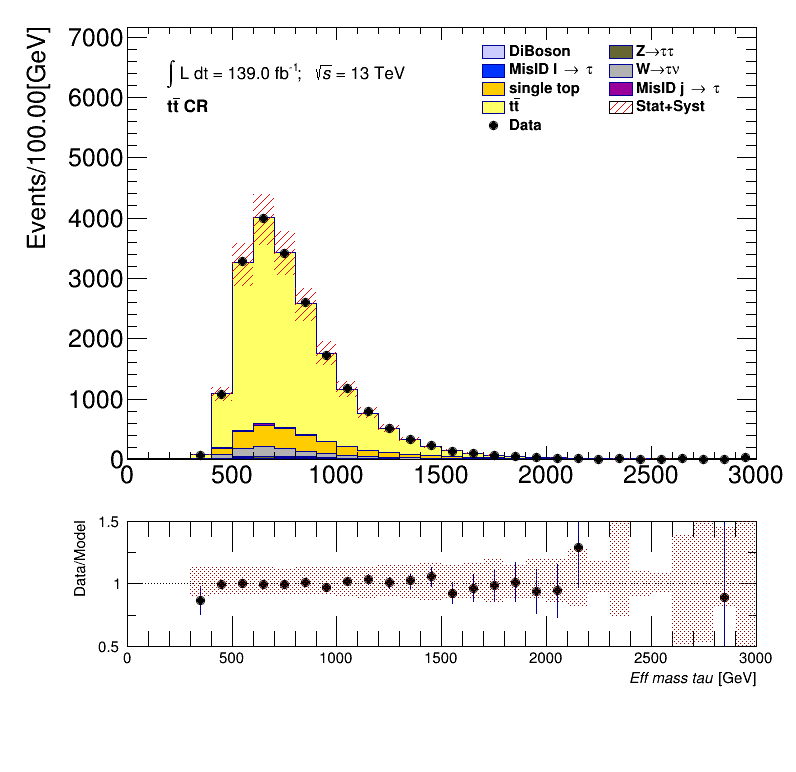 Events/100.00[GeV]
7000
6000
5000
4000
3000
2000
1000
0
0 500 1000 1500 2000 2500 3000
∫ L dt = 139.0 fb⁻¹; √s = 13 TeV
tt̄ CR
DiBoson
MisID l → τ
single top
tt̄
Data
Z→ττ
W→τν
MisID j → τ
Stat+Syst
Data/Model
1.5
1
0.5
0 500 1000 1500 2000 2500 3000
Eff mass tau [GeV]